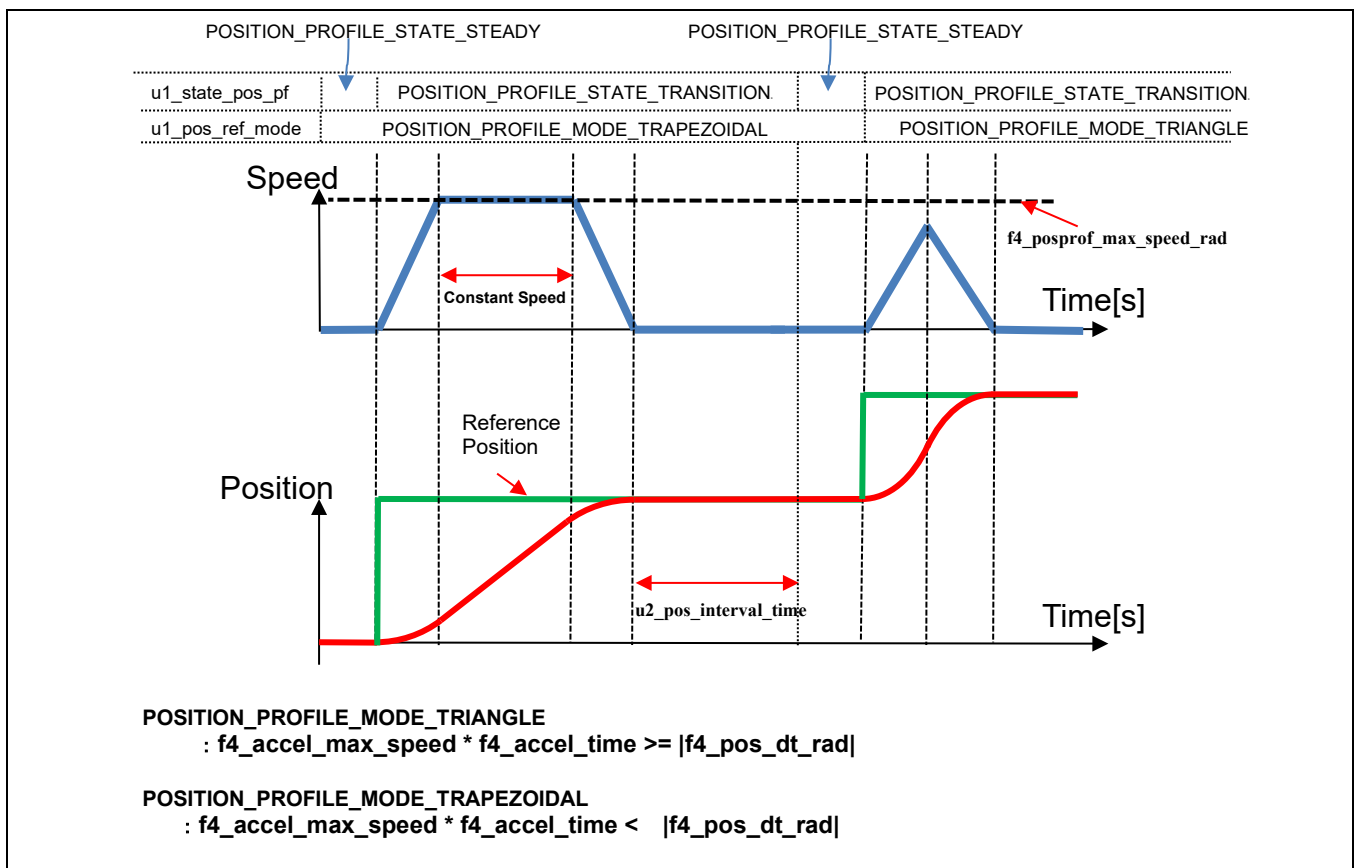 POSITION_PROFILE_STATE_STEADY POSITION_PROFILE_STATE_STEADY
u1_state_pos_pf POSITION_PROFILE_STATE_TRANSITION. POSITION_PROFILE_STATE_TRANSITION.
u1_pos_ref_mode POSITION_PROFILE_MODE_TRAPEZOIDAL POSITION_PROFILE_MODE_TRIANGLE
Speed
f4_posprof_max_speed_rad
Constant Speed
Time[s]
Reference
Position
Position
u2_pos_interval_time
Time[s]
POSITION_PROFILE_MODE_TRIANGLE
: f4_accel_max_speed * f4_accel_time >= |f4_pos_dt_rad|
POSITION_PROFILE_MODE_TRAPEZOIDAL
: f4_accel_max_speed * f4_accel_time < |f4_pos_dt_rad|